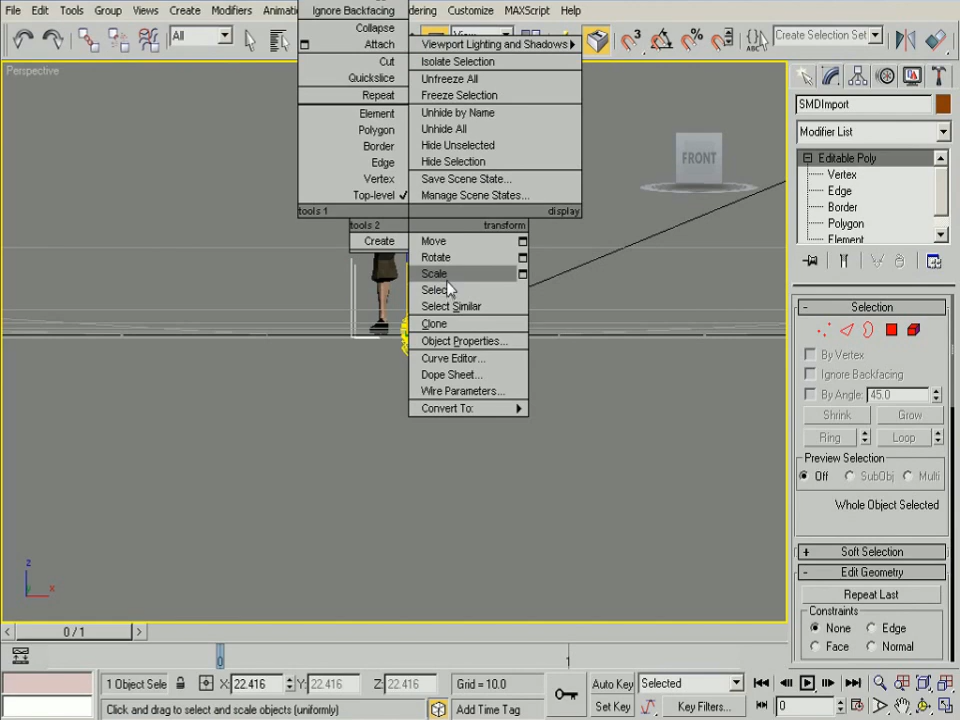 File Edit Tools Group Views Create Modifiers Customize MAXScript Help
Ignore Backfacing
Collapse
Attach
Cut
Quickslice
Repeat
Element
Polygon
Border
Edge
Vertex
Top-level
tools 1
Viewport Lighting and Shadows
Isolate Selection
Unfreeze All
Freeze Selection
Unhide by Name
Unhide All
Hide Unselected
Hide Selection
Save Scene State...
Manage Scene States...
display
tools 2
Create
transform
Move
Rotate
Scale
Select Similar
Clone
Object Properties...
Curve Editor...
Dope Sheet...
Wire Parameters...
Convert To:
All
Create Selection Set
ABC
Perspective
FRONT
z
x
SMDImport
Modifier List
Editable Poly
Vertex
Edge
Border
Polygon
Element
- Selection
By Vertex
Ignore Backfacing
By Angle: 45.0
Shrink Grow
Ring Loop
Preview Selection
Off SubObj Multi
Whole Object Selected
+ Soft Selection
- Edit Geometry
Repeat Last
Constraints
None Edge
Face Normal
< 0 / 1 >
0 1
1 Object Sele X: 22.416 Y: 22.416 Z: 22.416 Grid = 10.0
Click and drag to select and scale objects (uniformly) Add Time Tag
Auto Key Selected
Set Key Key Filters...
0